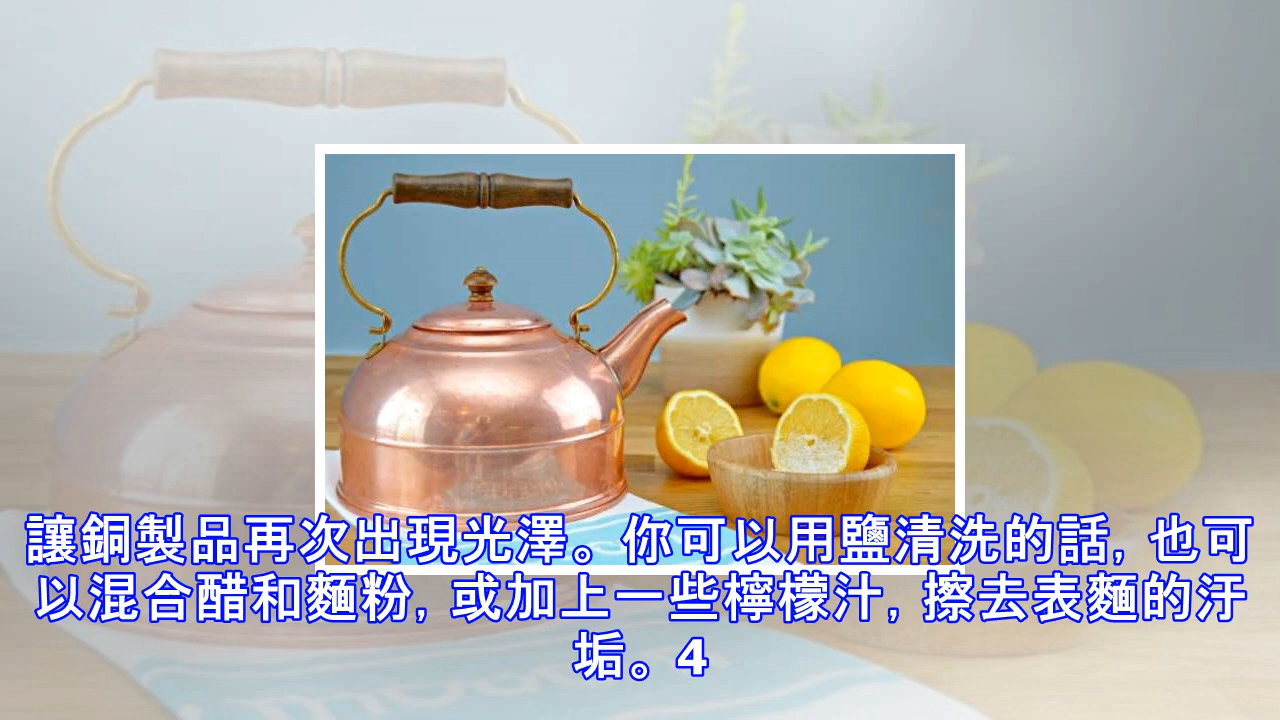 讓銅製品再次出現光澤。你可以用鹽清洗的話, 也可
以混合醋和麵粉, 或加上一些檸檬汁, 擦去表麵的汙
垢。4